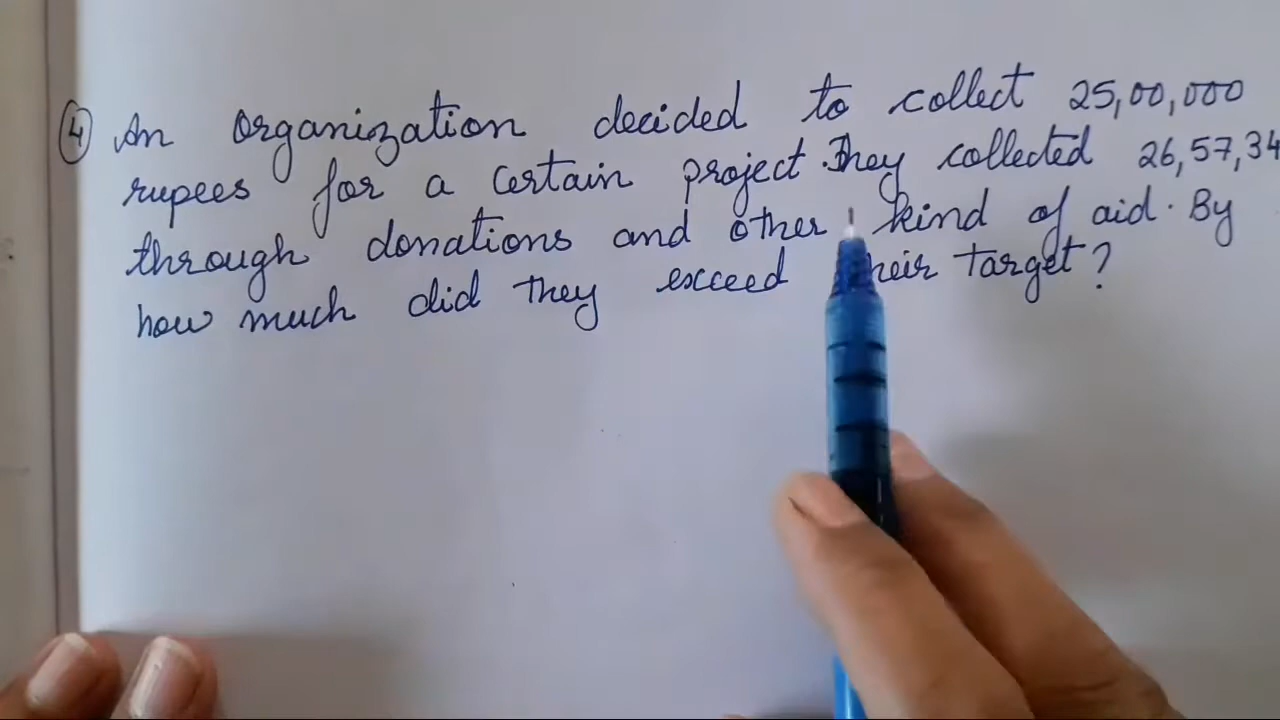 4 An organization decided to collect 25,00,000
rupees for a certain project. They collected 26,57,34
through donations and other kind of aid. By
how much did they exceed their target?